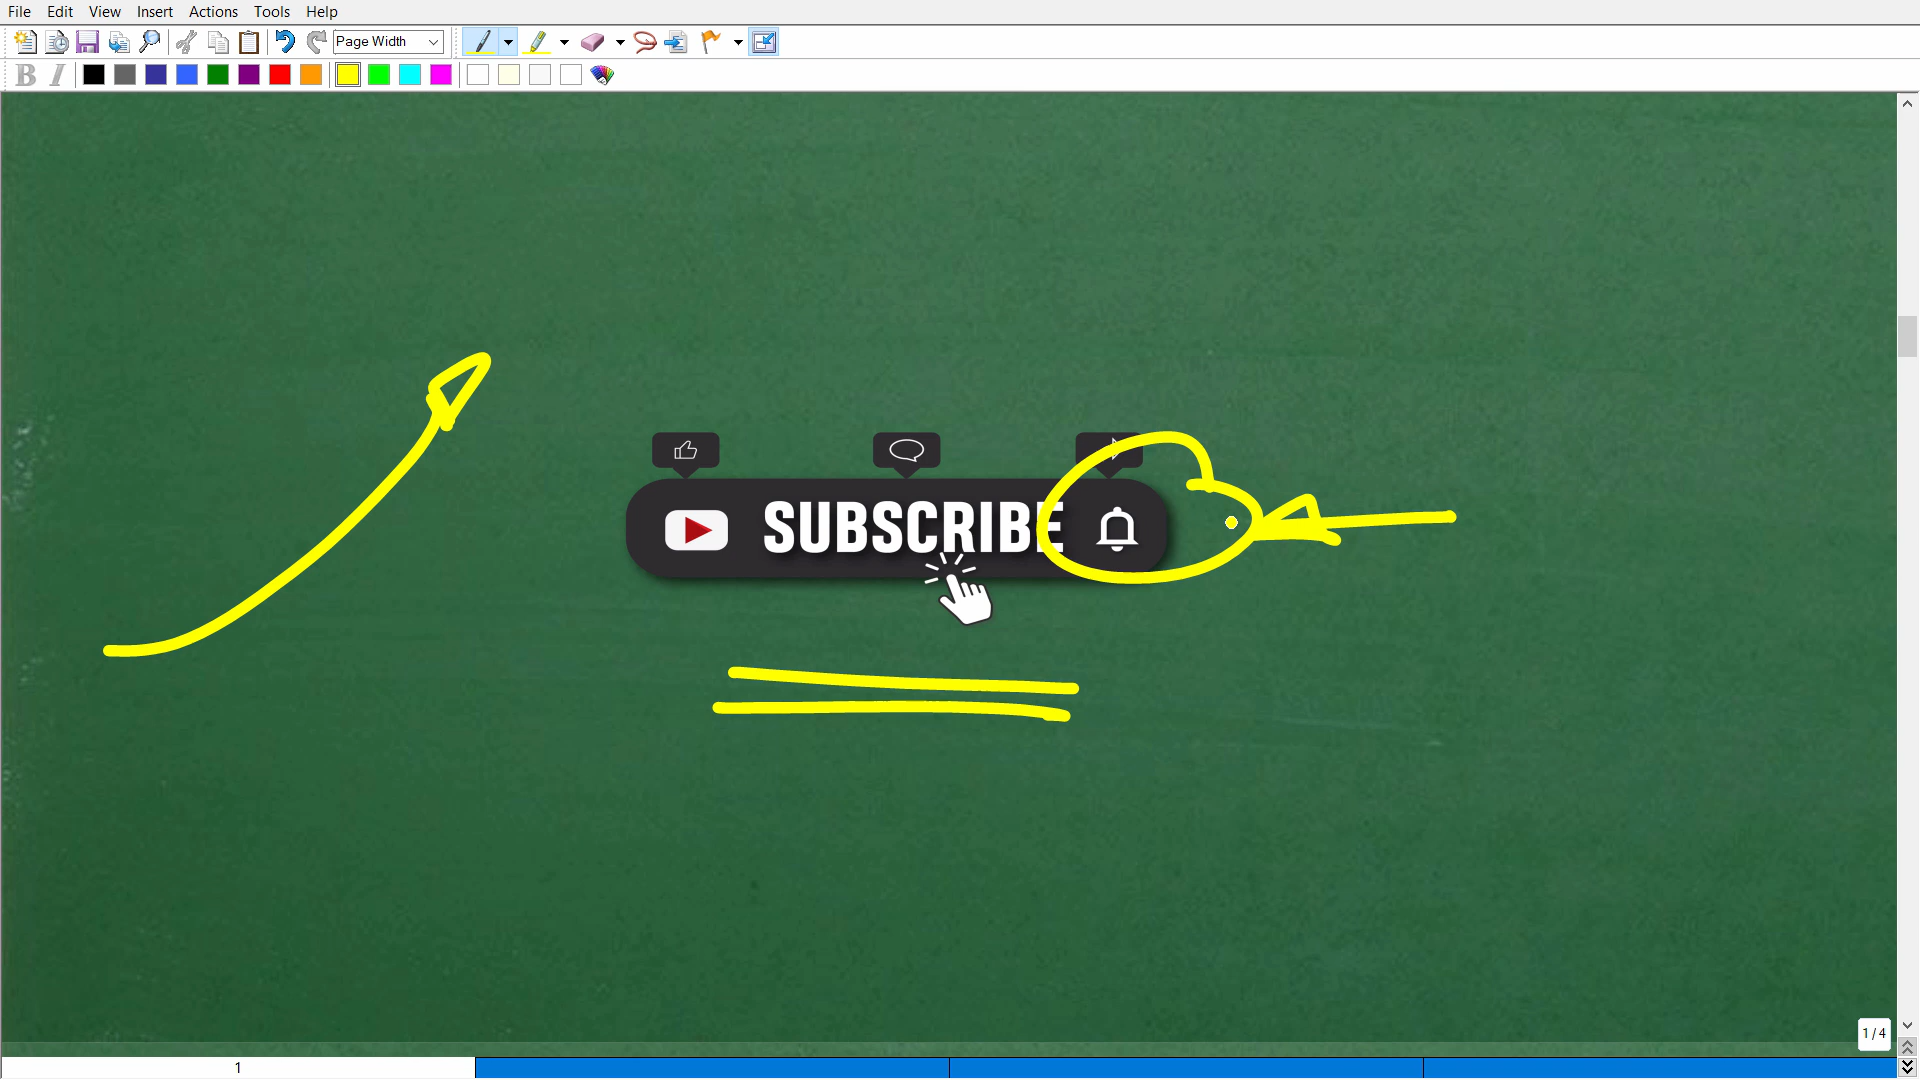 File Edit View Insert Actions Tools Help
Page Width
B I
SUBSCRIBE
1 / 4
1